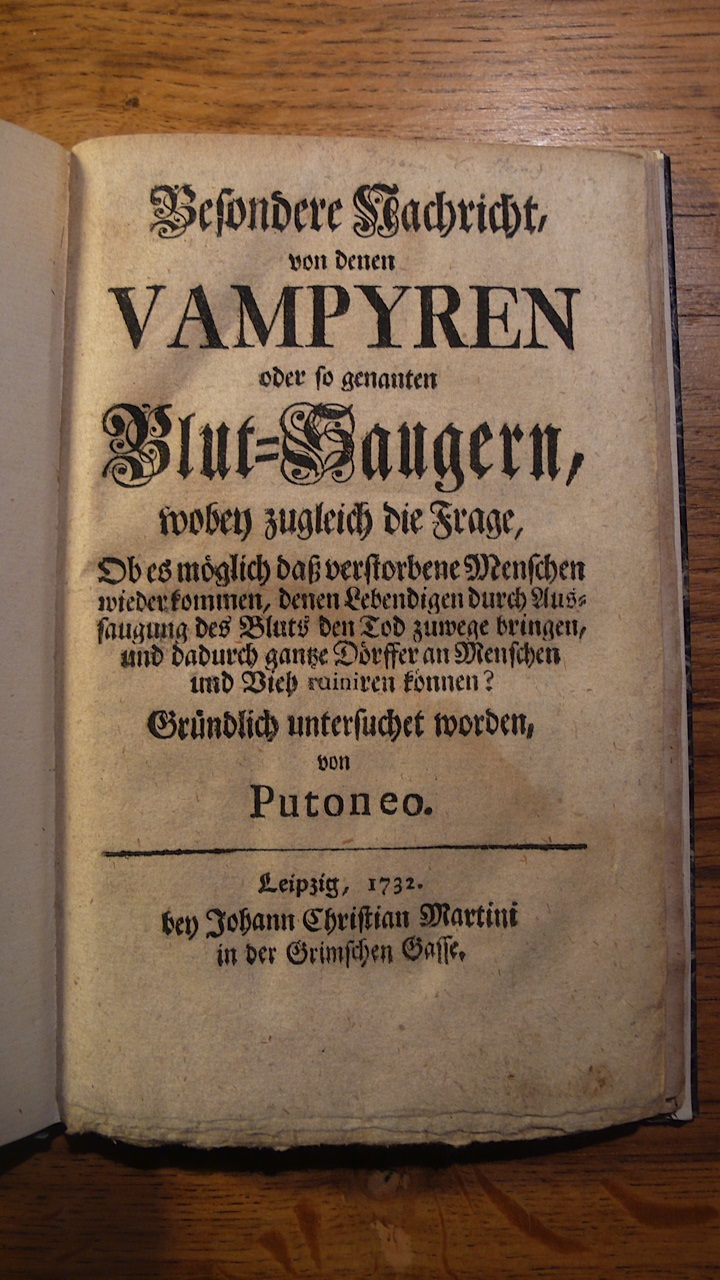 Besondere Nachricht,
von denen
VAMPYREN
oder so genanten
Blut=Saugern,
wobey zugleich die Frage,
Ob es möglich daß verstorbene Menschen
wieder kommen, denen Lebendigen durch Aus=
saugung des Bluts den Tod zuwege bringen,
und dadurch gantze Dörffer an Menschen
und Vieh ruiniren können?
Gründlich untersuchet worden,
von
Putoneo.
Leipzig, 1732.
bey Johann Christian Martini
in der Grimschen Gasse.